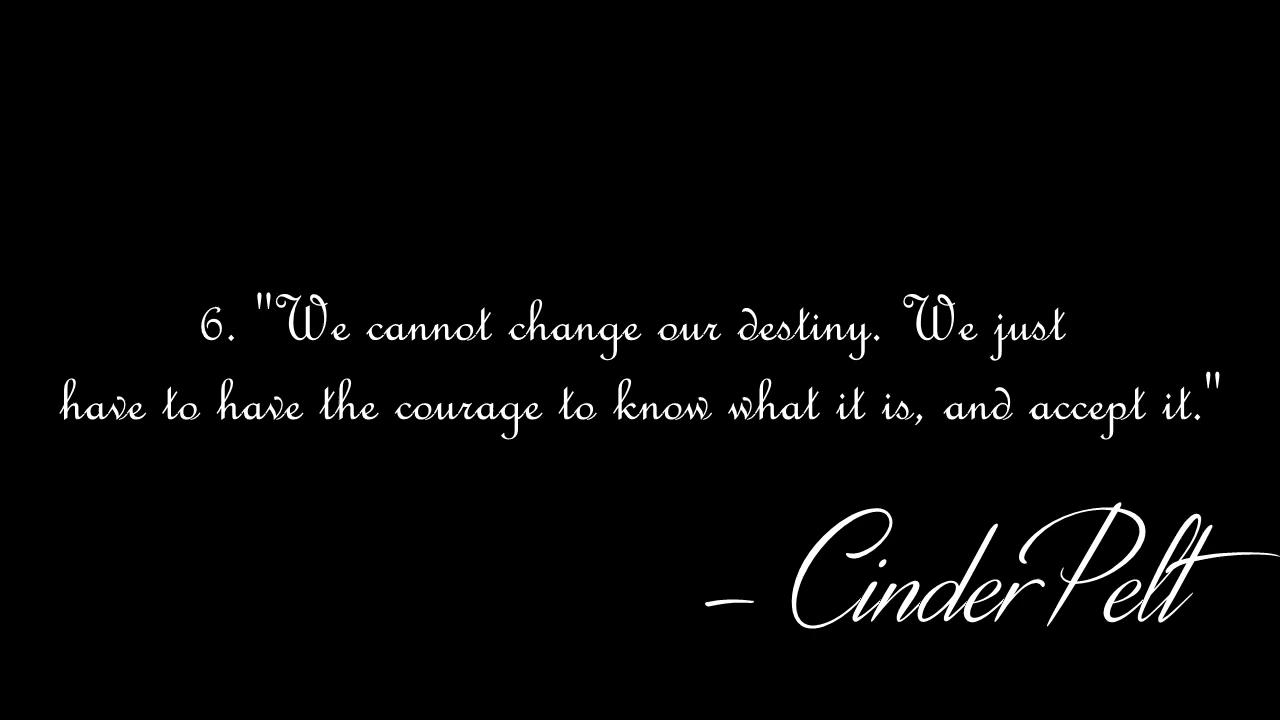 6. "We cannot change our destiny. We just
have to have the courage to know what it is, and accept it."
- CinderPelt